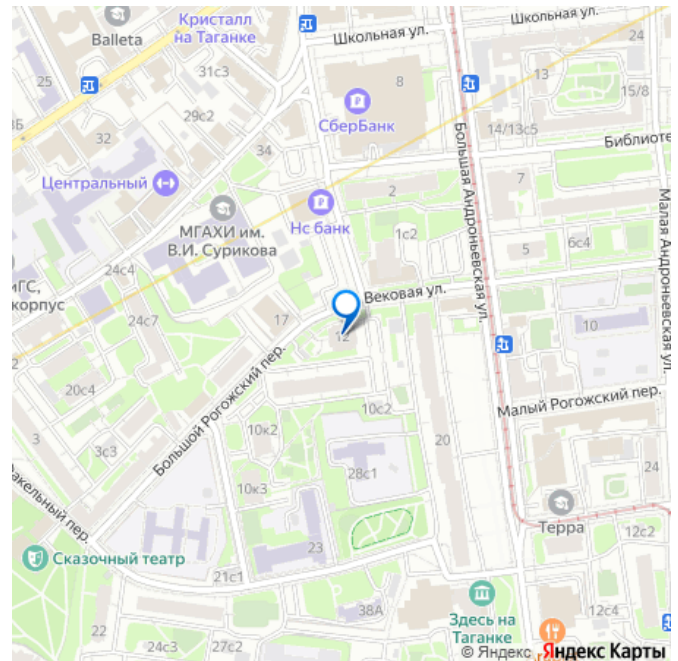 Кристалл
на Таганке
Balleta
Школьная ул.
24
25
31с3
8
13
15/8
29с2
СберБанк
14/13с5
32
34
Библиоте
Центральный
2
7
МГАХИ им.
В.И. Сурикова
Нс банк
Большая Андроньевская ул.
Малая Андроньевская ул.
1с2
6с4
5
24с4
иГС,
корпус
Вековая ул.
24с7
17
12
10
Большой Рогожский пер.
20с4
10с2
Малый Рогожский пер.
10к2
3
3с3
20
28с1
24
10к3
акельный пер.
Терра
23
12с2
Сказочный театр
21с1
38А
Здесь на
Таганке
12с4
22
24с3
27с2
© Яндекс Яндекс Карты